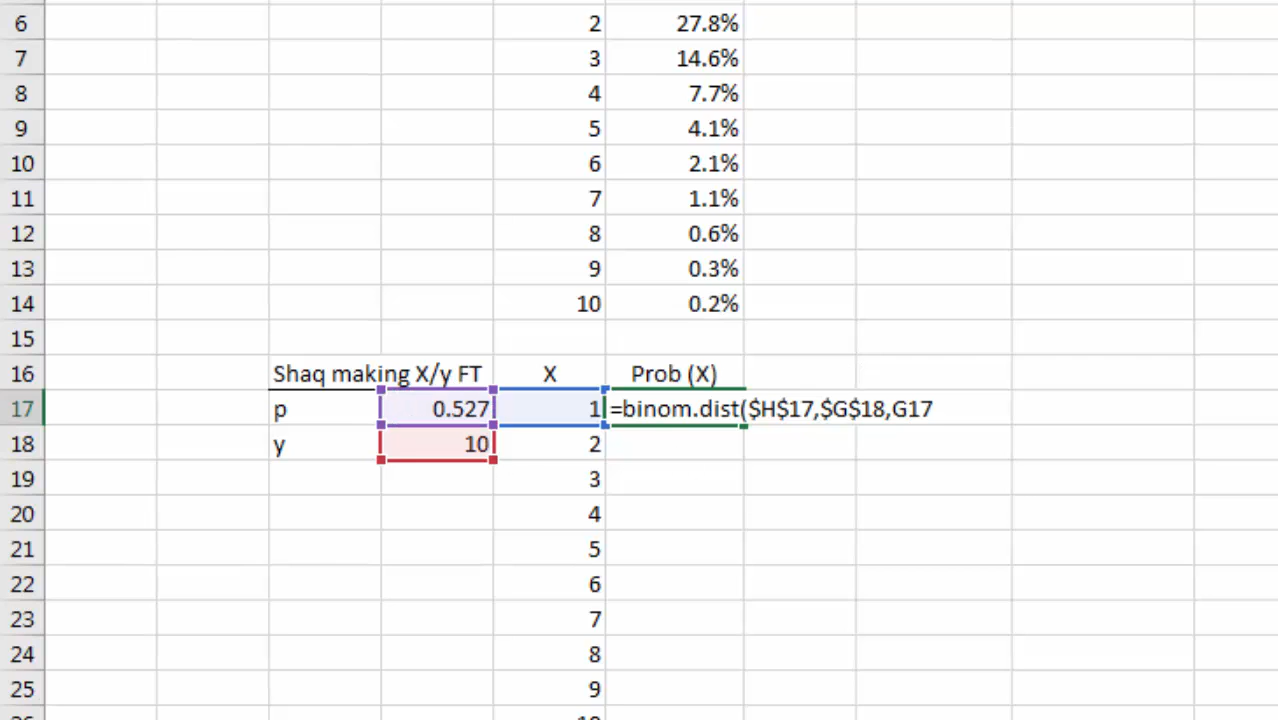 6 2 27.8%
7 3 14.6%
8 4 7.7%
9 5 4.1%
10 6 2.1%
11 7 1.1%
12 8 0.6%
13 9 0.3%
14 10 0.2%
15
16 Shaq making X/y FT X Prob (X)
17 p 0.527 1 =binom.dist($H$17,$G$18,G17
18 y 10 2
19 3
20 4
21 5
22 6
23 7
24 8
25 9
26 10